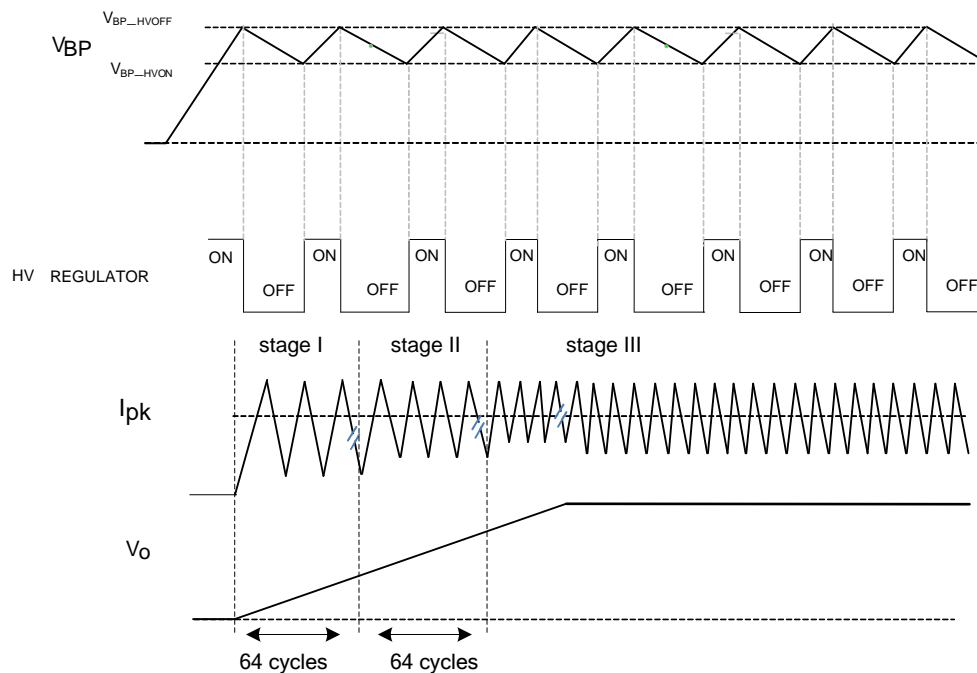 VBP_HVOFF
VBP
VBP_HVON
ON ON ON ON ON ON ON ON
HV REGULATOR
OFF OFF OFF OFF OFF OFF OFF OFF
stage I stage II stage III
Ipk
Vo
64 cycles 64 cycles